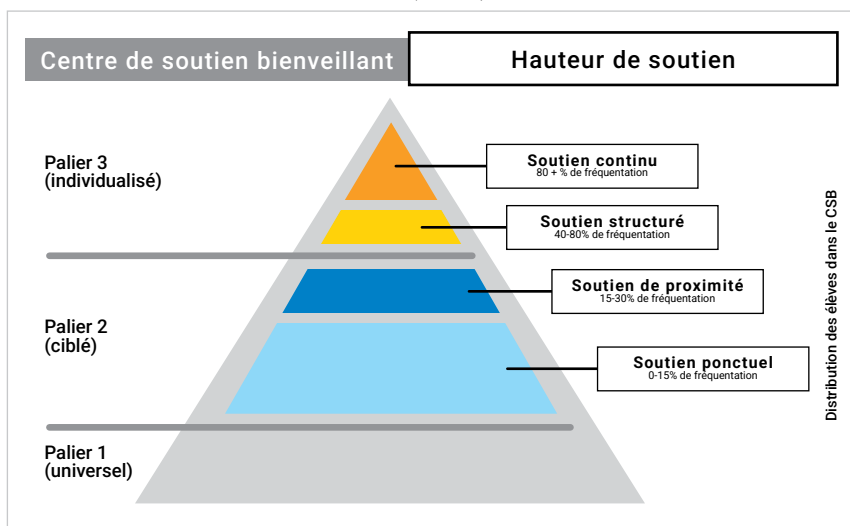 Centre de soutien bienveillant
Hauteur de soutien
Palier 3
(individualisé)
Soutien continu
80 + % de fréquentation
Soutien structuré
40-80% de fréquentation
Soutien de proximité
15-30% de fréquentation
Palier 2
(ciblé)
Soutien ponctuel
0-15% de fréquentation
Palier 1
(universel)
Distribution des élèves dans le CSB